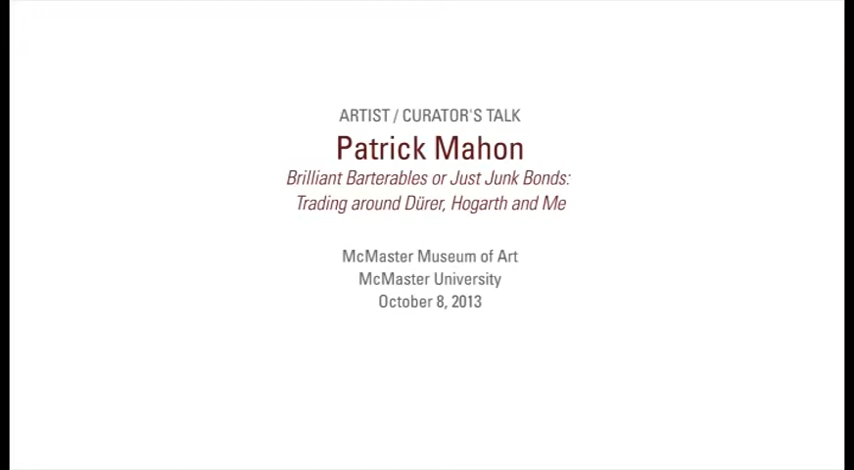 ARTIST / CURATOR'S TALK
Patrick Mahon
Brilliant Barterables or Just Junk Bonds:
Trading around Dürer, Hogarth and Me
McMaster Museum of Art
McMaster University
October 8, 2013